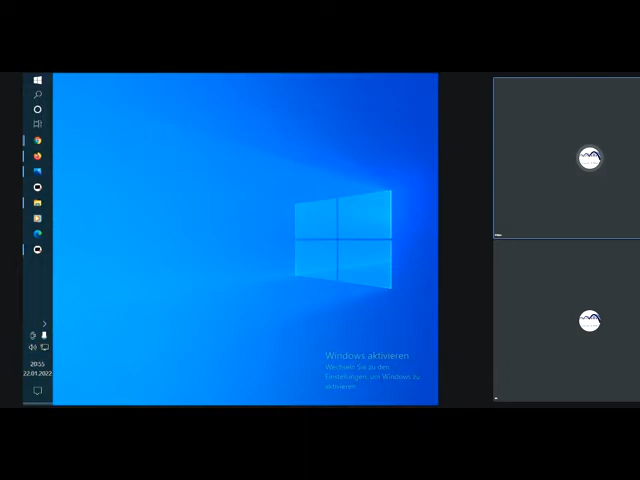 20:55
22.01.2022
Windows aktivieren
Wechseln Sie zu den
Einstellungen, um Windows zu
aktivieren.